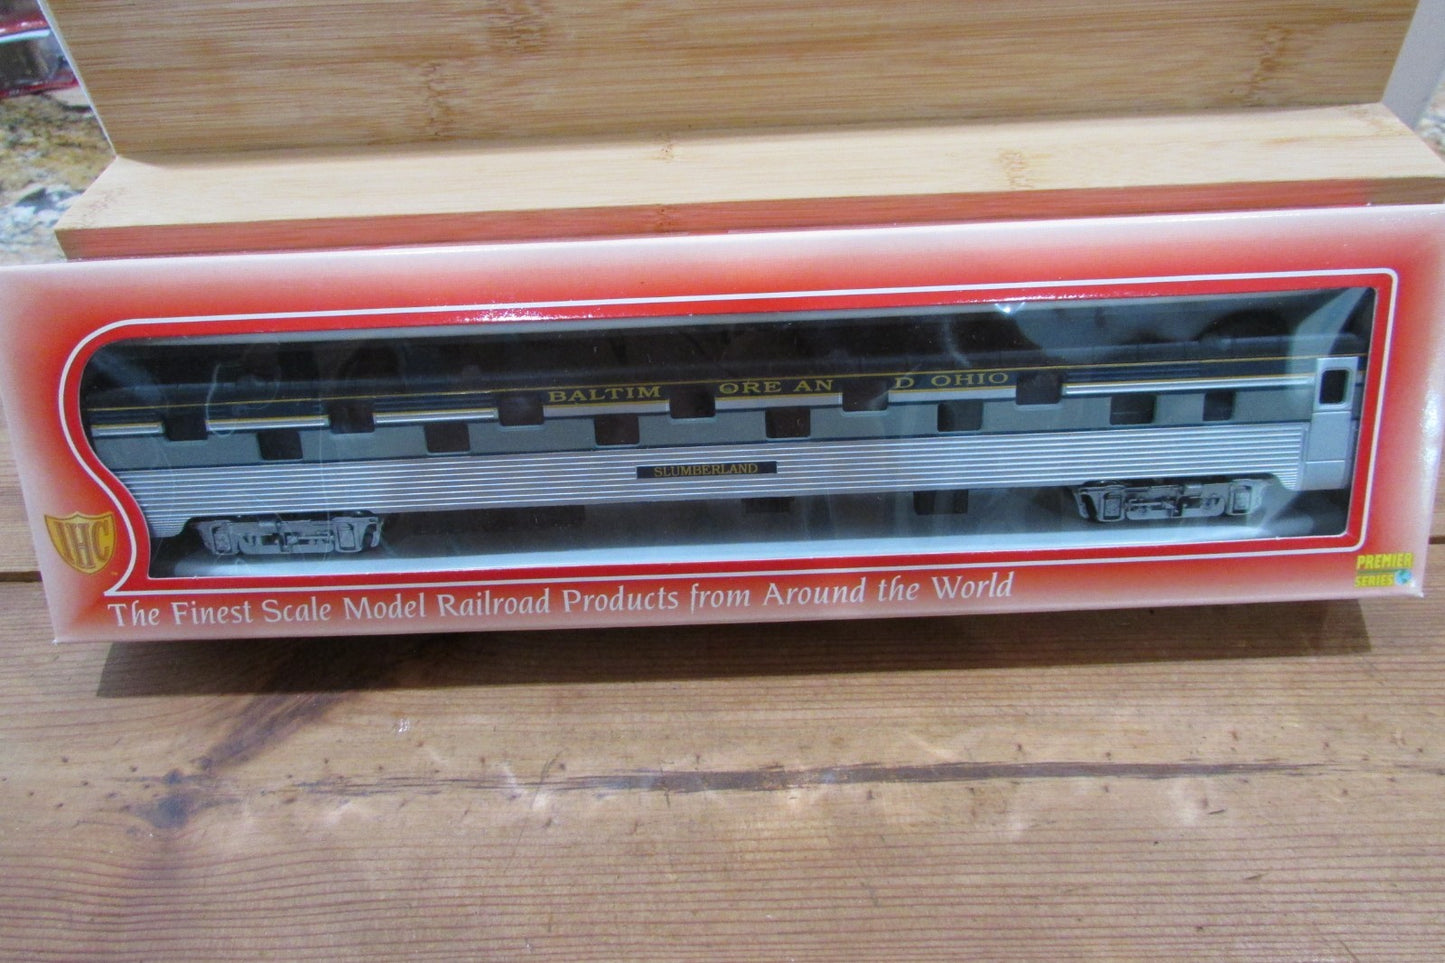 BALTIM ORE AN D OHIO
SLUMBERLAND
IHC
PREMIER
SERIES
The Finest Scale Model Railroad Products from Around the World